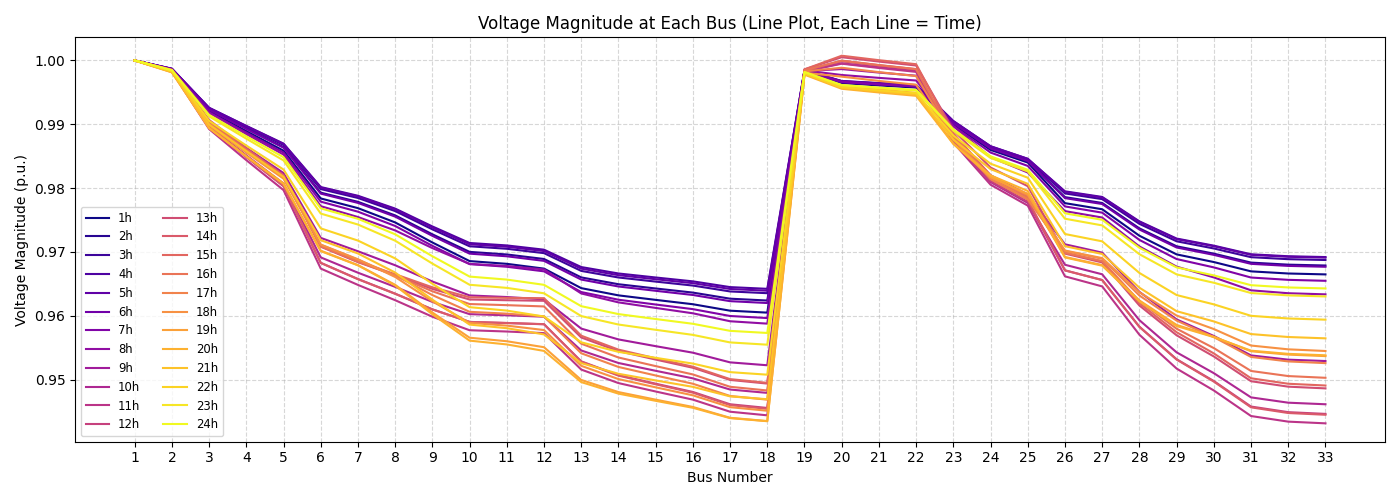 Voltage Magnitude at Each Bus (Line Plot, Each Line = Time)
Voltage Magnitude (p.u.)
1.00
0.99
0.98
0.97
0.96
0.95
1h 13h
2h 14h
3h 15h
4h 16h
5h 17h
6h 18h
7h 19h
8h 20h
9h 21h
10h 22h
11h 23h
12h 24h
1 2 3 4 5 6 7 8 9 10 11 12 13 14 15 16 17 18 19 20 21 22 23 24 25 26 27 28 29 30 31 32 33
Bus Number